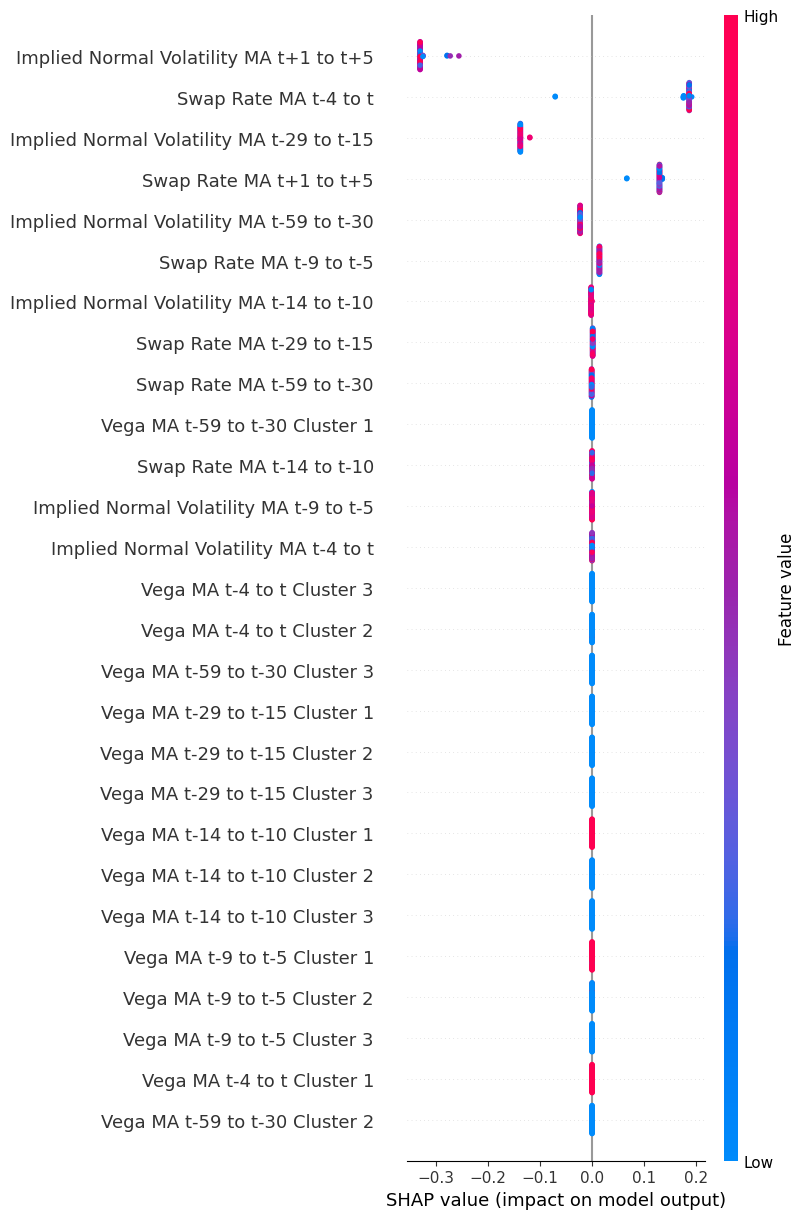 High
Implied Normal Volatility MA t+1 to t+5
Swap Rate MA t-4 to t
Implied Normal Volatility MA t-29 to t-15
Swap Rate MA t+1 to t+5
Implied Normal Volatility MA t-59 to t-30
Swap Rate MA t-9 to t-5
Implied Normal Volatility MA t-14 to t-10
Swap Rate MA t-29 to t-15
Swap Rate MA t-59 to t-30
Vega MA t-59 to t-30 Cluster 1
Swap Rate MA t-14 to t-10
Implied Normal Volatility MA t-9 to t-5
Implied Normal Volatility MA t-4 to t
Vega MA t-4 to t Cluster 3
Vega MA t-4 to t Cluster 2
Vega MA t-59 to t-30 Cluster 3
Vega MA t-29 to t-15 Cluster 1
Vega MA t-29 to t-15 Cluster 2
Vega MA t-29 to t-15 Cluster 3
Vega MA t-14 to t-10 Cluster 1
Vega MA t-14 to t-10 Cluster 2
Vega MA t-14 to t-10 Cluster 3
Vega MA t-9 to t-5 Cluster 1
Vega MA t-9 to t-5 Cluster 2
Vega MA t-9 to t-5 Cluster 3
Vega MA t-4 to t Cluster 1
Vega MA t-59 to t-30 Cluster 2
Feature value
Low
−0.3 −0.2 −0.1 0.0 0.1 0.2
SHAP value (impact on model output)